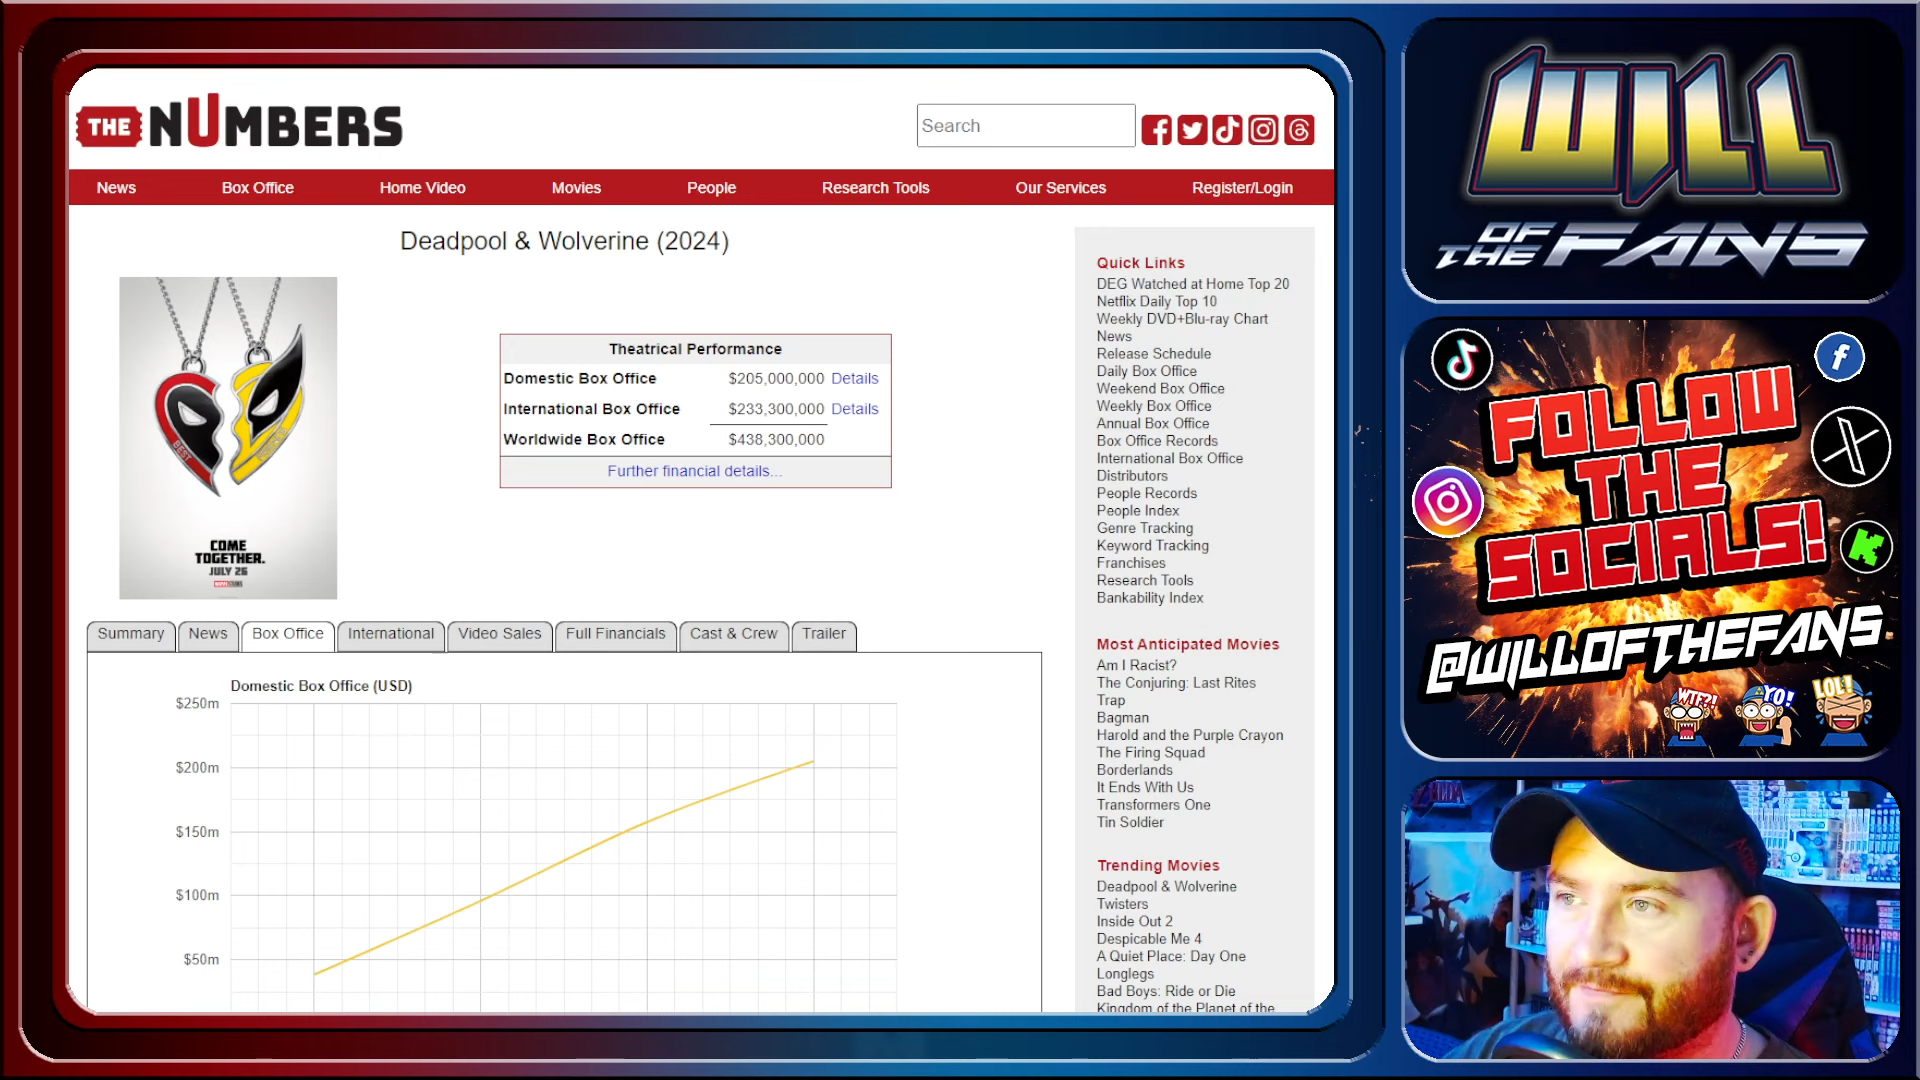 THE NUMBERS
Search
News Box Office Home Video Movies People Research Tools Our Services Register/Login
Deadpool & Wolverine (2024)
BEST
COME
TOGETHER.
JULY 26
MARVEL STUDIOS
Theatrical Performance
Domestic Box Office $205,000,000 Details
International Box Office $233,300,000 Details
Worldwide Box Office $438,300,000
Further financial details...
Summary News Box Office International Video Sales Full Financials Cast & Crew Trailer
Domestic Box Office (USD)
$250m
$200m
$150m
$100m
$50m
Quick Links
DEG Watched at Home Top 20
Netflix Daily Top 10
Weekly DVD+Blu-ray Chart
News
Release Schedule
Daily Box Office
Weekend Box Office
Weekly Box Office
Annual Box Office
Box Office Records
International Box Office
Distributors
People Records
People Index
Genre Tracking
Keyword Tracking
Franchises
Research Tools
Bankability Index
Most Anticipated Movies
Am I Racist?
The Conjuring: Last Rites
Trap
Bagman
Harold and the Purple Crayon
The Firing Squad
Borderlands
It Ends With Us
Transformers One
Tin Soldier
Trending Movies
Deadpool & Wolverine
Twisters
Inside Out 2
Despicable Me 4
A Quiet Place: Day One
Longlegs
Bad Boys: Ride or Die
Kingdom of the Planet of the
WILL
OF THE FANS
FOLLOW
THE
SOCIALS!
@WILLOFTHEFANS
WTF?!
YO!
LOL!